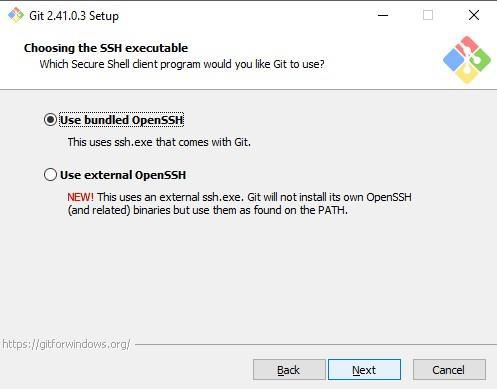 Git 2.41.0.3 Setup
Choosing the SSH executable
Which Secure Shell client program would you like Git to use?
Use bundled OpenSSH
This uses ssh.exe that comes with Git.
Use external OpenSSH
NEW! This uses an external ssh.exe. Git will not install its own OpenSSH
(and related) binaries but use them as found on the PATH.
https://gitforwindows.org/
Back Next Cancel